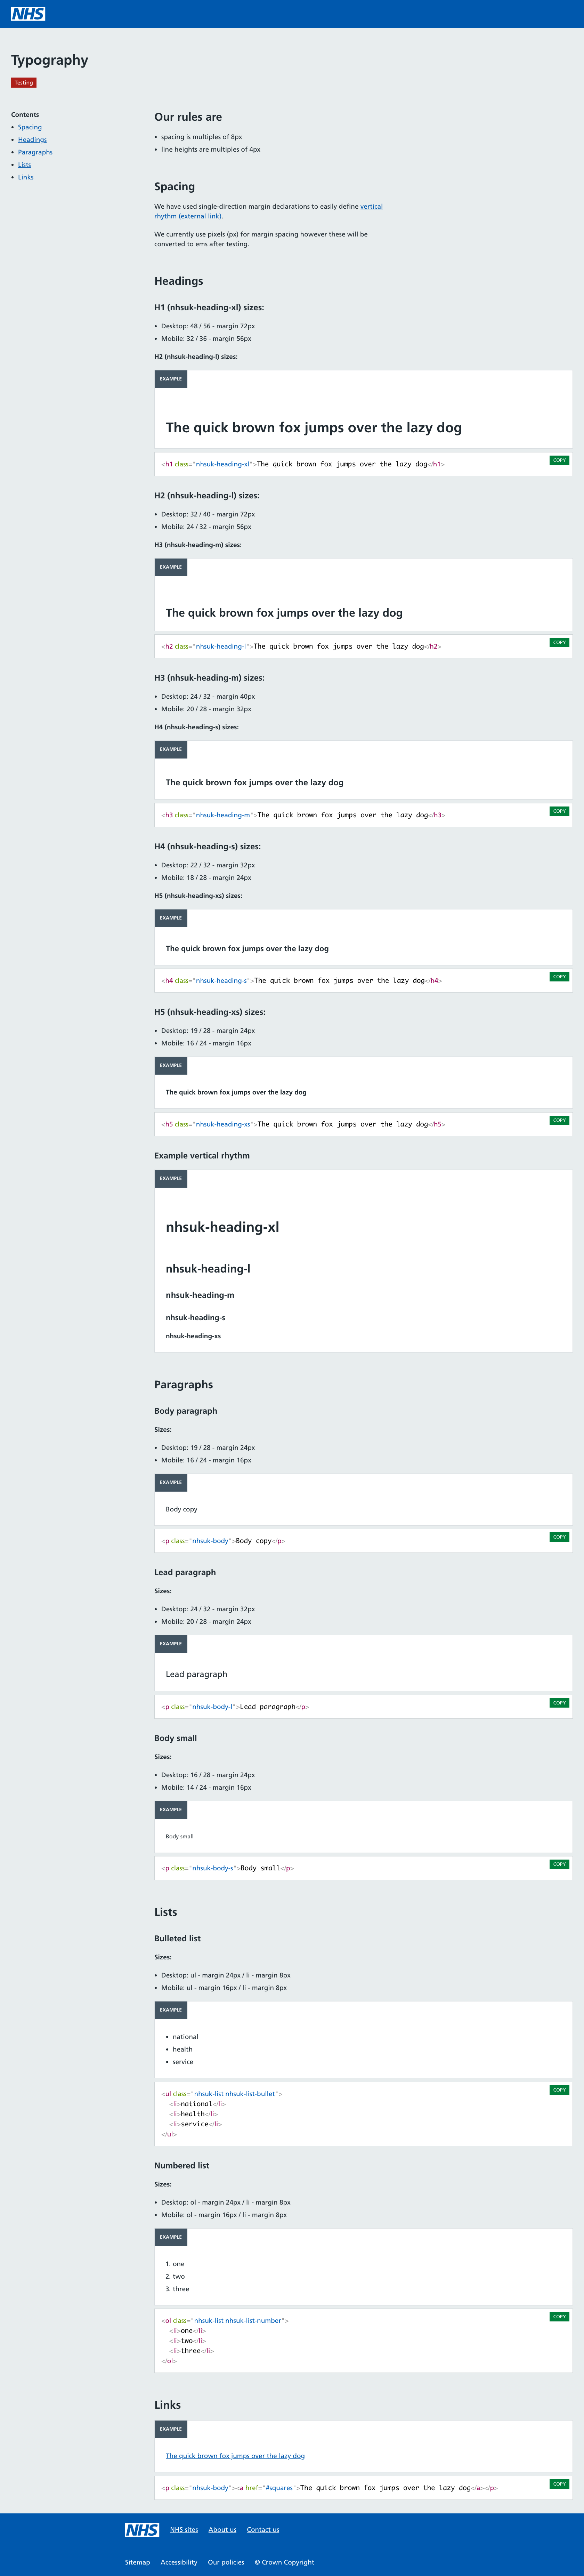 NHS
Typography
Testing
Contents
Spacing
Headings
Paragraphs
Lists
Links
Our rules are
spacing is multiples of 8px
line heights are multiples of 4px
Spacing
We have used single-direction margin declarations to easily define vertical
rhythm (external link).
We currently use pixels (px) for margin spacing however these will be
converted to ems after testing.
Headings
H1 (nhsuk-heading-xl) sizes:
Desktop: 48 / 56 - margin 72px
Mobile: 32 / 36 - margin 56px
H2 (nhsuk-heading-l) sizes:
EXAMPLE
The quick brown fox jumps over the lazy dog
COPY
<h1 class="nhsuk-heading-xl">The quick brown fox jumps over the lazy dog</h1>
H2 (nhsuk-heading-l) sizes:
Desktop: 32 / 40 - margin 72px
Mobile: 24 / 32 - margin 56px
H3 (nhsuk-heading-m) sizes:
EXAMPLE
The quick brown fox jumps over the lazy dog
COPY
<h2 class="nhsuk-heading-l">The quick brown fox jumps over the lazy dog</h2>
H3 (nhsuk-heading-m) sizes:
Desktop: 24 / 32 - margin 40px
Mobile: 20 / 28 - margin 32px
H4 (nhsuk-heading-s) sizes:
EXAMPLE
The quick brown fox jumps over the lazy dog
COPY
<h3 class="nhsuk-heading-m">The quick brown fox jumps over the lazy dog</h3>
H4 (nhsuk-heading-s) sizes:
Desktop: 22 / 32 - margin 32px
Mobile: 18 / 28 - margin 24px
H5 (nhsuk-heading-xs) sizes:
EXAMPLE
The quick brown fox jumps over the lazy dog
COPY
<h4 class="nhsuk-heading-s">The quick brown fox jumps over the lazy dog</h4>
H5 (nhsuk-heading-xs) sizes:
Desktop: 19 / 28 - margin 24px
Mobile: 16 / 24 - margin 16px
EXAMPLE
The quick brown fox jumps over the lazy dog
COPY
<h5 class="nhsuk-heading-xs">The quick brown fox jumps over the lazy dog</h5>
Example vertical rhythm
EXAMPLE
nhsuk-heading-xl
nhsuk-heading-l
nhsuk-heading-m
nhsuk-heading-s
nhsuk-heading-xs
Paragraphs
Body paragraph
Sizes:
Desktop: 19 / 28 - margin 24px
Mobile: 16 / 24 - margin 16px
EXAMPLE
Body copy
COPY
<p class="nhsuk-body">Body copy</p>
Lead paragraph
Sizes:
Desktop: 24 / 32 - margin 32px
Mobile: 20 / 28 - margin 24px
EXAMPLE
Lead paragraph
COPY
<p class="nhsuk-body-l">Lead paragraph</p>
Body small
Sizes:
Desktop: 16 / 28 - margin 24px
Mobile: 14 / 24 - margin 16px
EXAMPLE
Body small
COPY
<p class="nhsuk-body-s">Body small</p>
Lists
Bulleted list
Sizes:
Desktop: ul - margin 24px / li - margin 8px
Mobile: ul - margin 16px / li - margin 8px
EXAMPLE
national
health
service
COPY
<ul class="nhsuk-list nhsuk-list-bullet">
<li>national</li>
<li>health</li>
<li>service</li>
</ul>
Numbered list
Sizes:
Desktop: ol - margin 24px / li - margin 8px
Mobile: ol - margin 16px / li - margin 8px
EXAMPLE
1. one
2. two
3. three
COPY
<ol class="nhsuk-list nhsuk-list-number">
<li>one</li>
<li>two</li>
<li>three</li>
</ol>
Links
EXAMPLE
The quick brown fox jumps over the lazy dog
COPY
<p class="nhsuk-body"><a href="#squares">The quick brown fox jumps over the lazy dog</a></p>
NHS NHS sites About us Contact us
Sitemap Accessibility Our policies © Crown Copyright